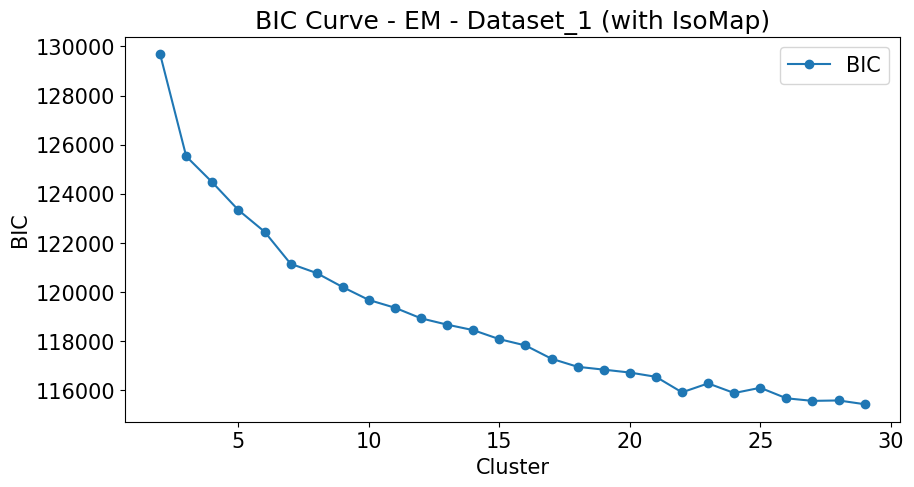 BIC Curve - EM - Dataset_1 (with IsoMap)
BIC
130000
128000
126000
124000
122000
120000
118000
116000
BIC
5 10 15 20 25 30
Cluster